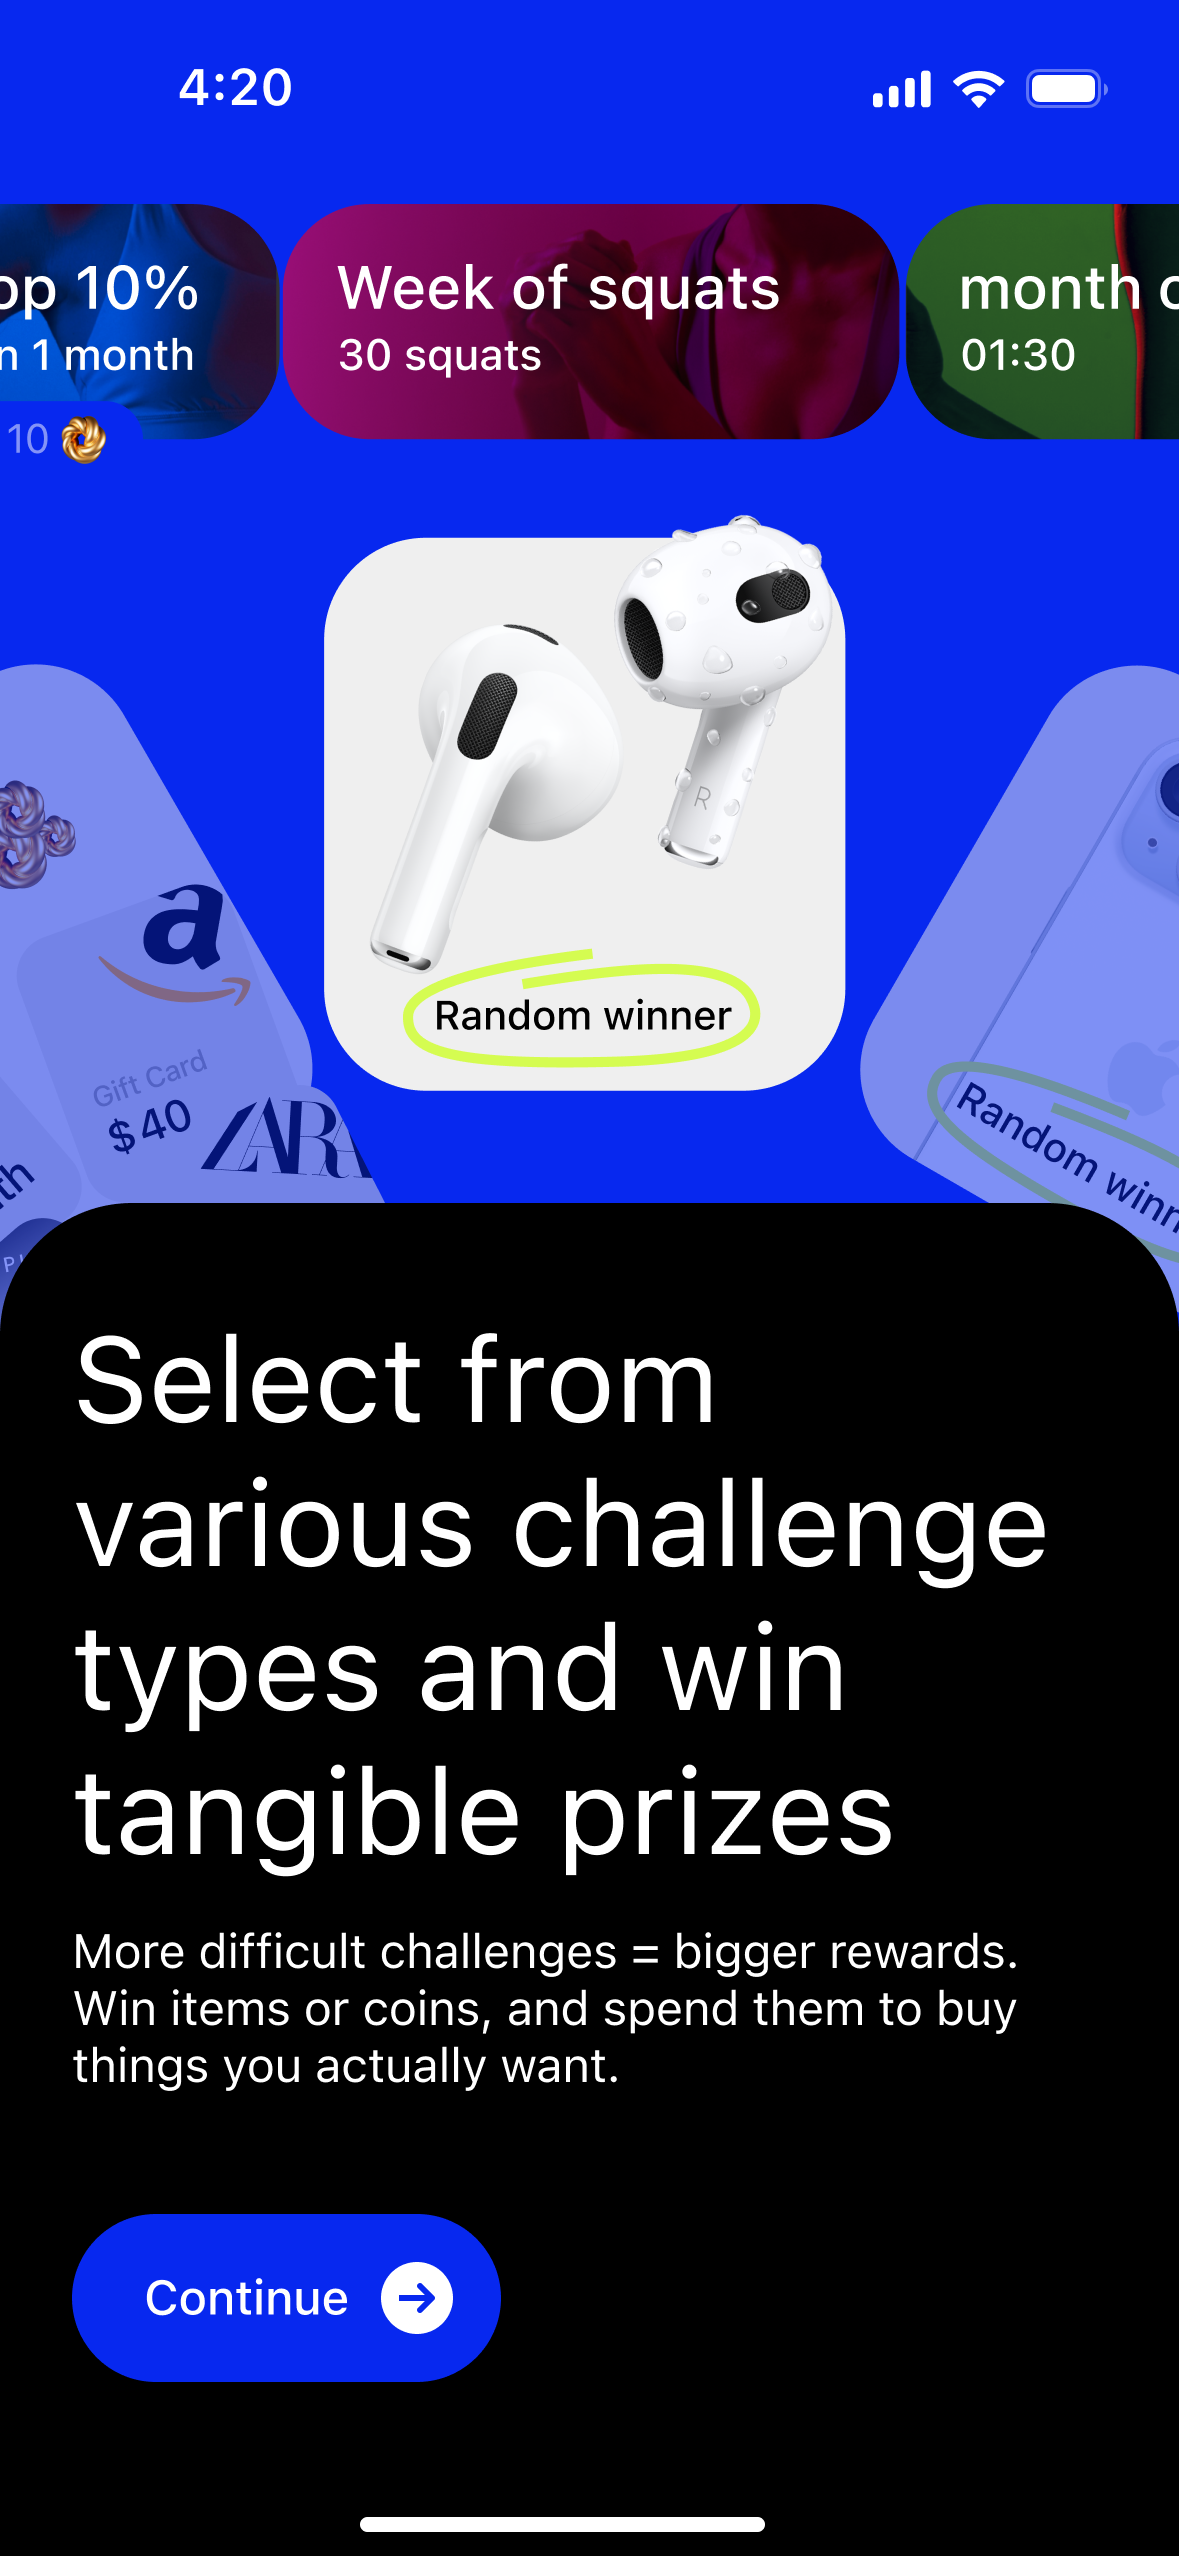 4:20
op 10%
n 1 month
10
Week of squats
30 squats
month
01:30
R
Random winner
a
Gift Card
$40
ZARA
th
Random winn
Select from
various challenge
types and win
tangible prizes
More difficult challenges = bigger rewards.
Win items or coins, and spend them to buy
things you actually want.
Continue